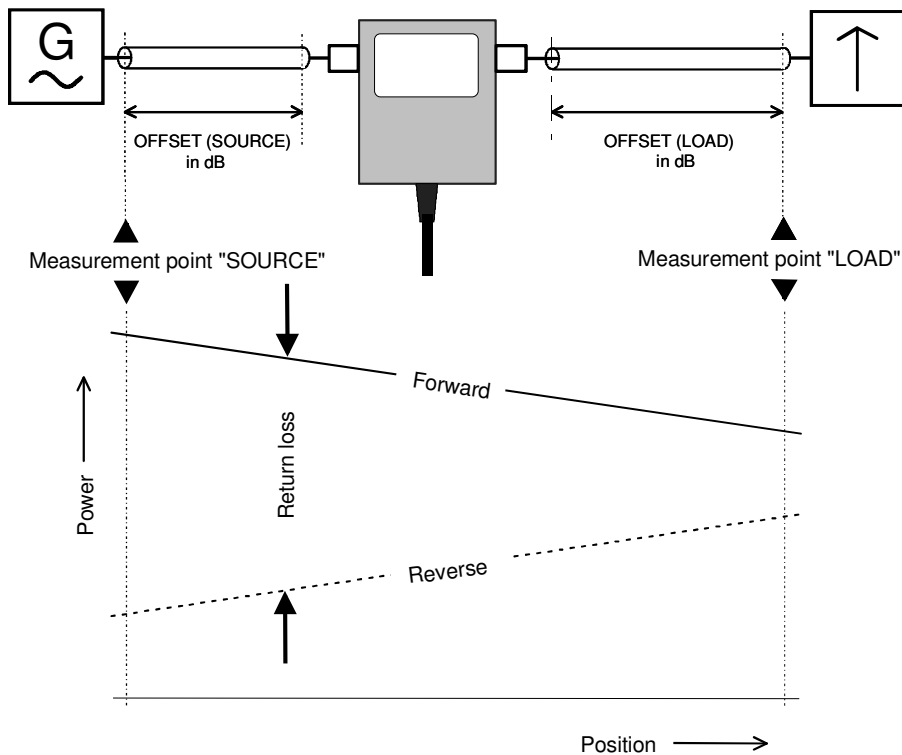 G
OFFSET (SOURCE)
in dB
OFFSET (LOAD)
in dB
Measurement point "SOURCE"
Measurement point "LOAD"
Forward
Power
Return loss
Reverse
Position